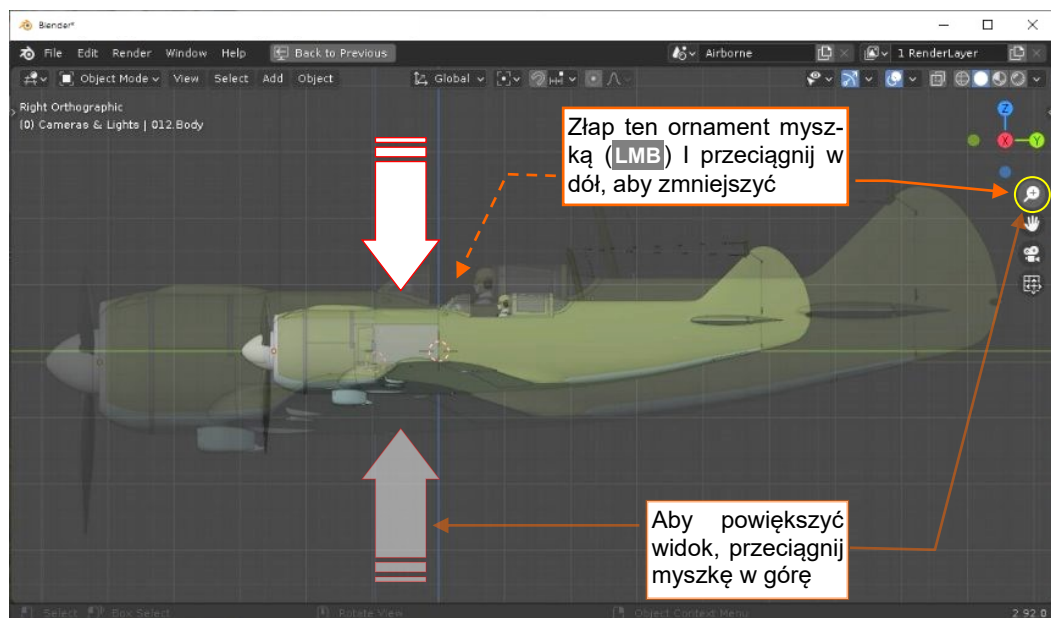 Blender*
File Edit Render Window Help Back to Previous Airborne 1 RenderLayer
Object Mode View Select Add Object Global
Right Orthographic
(0) Cameras & Lights | 012.Body
Złap ten ornament mysz-
ką (LMB) I przeciągnij w
dół, aby zmniejszyć
Z
X
Y
Aby powiększyć
widok, przeciągnij
myszkę w górę
Select Box Select Rotate View Object Context Menu 2.92.0